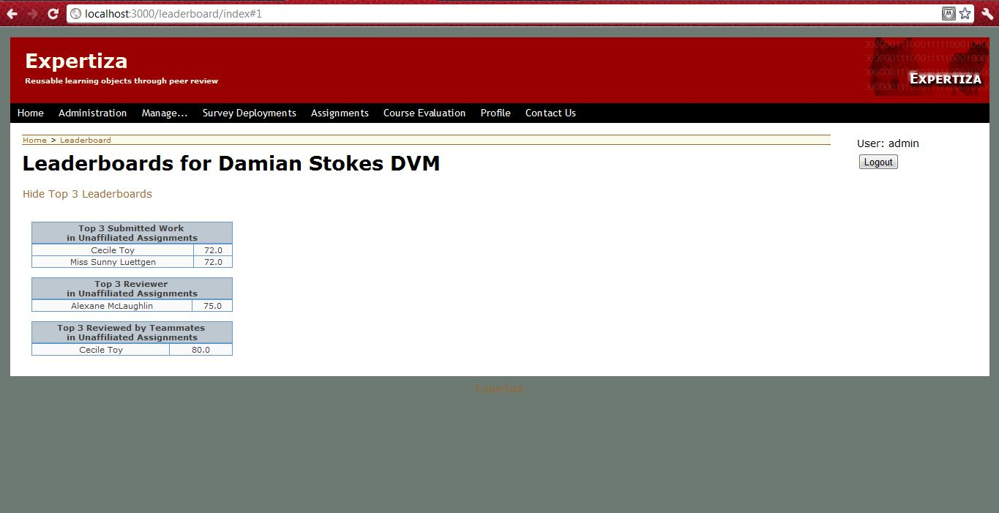 localhost:3000/leaderboard/index#1
Expertiza
Reusable learning objects through peer review
EXPERTIZA
Home Administration Manage... Survey Deployments Assignments Course Evaluation Profile Contact Us
Home > Leaderboard
User: admin
Logout
Leaderboards for Damian Stokes DVM
Hide Top 3 Leaderboards
Top 3 Submitted Work
in Unaffiliated Assignments
Cecile Toy 72.0
Miss Sunny Luettgen 72.0
Top 3 Reviewer
in Unaffiliated Assignments
Alexane McLaughlin 75.0
Top 3 Reviewed by Teammates
in Unaffiliated Assignments
Cecile Toy 80.0
Expertiza